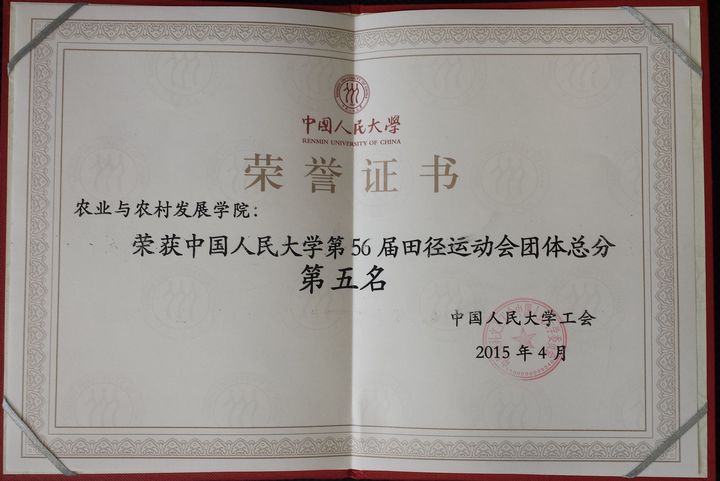 中国人民大学
RENMIN UNIVERSITY OF CHINA
荣誉证书
农业与农村发展学院：
荣获中国人民大学第56届田径运动会团体总分
第五名
中国人民大学工会
2015年4月